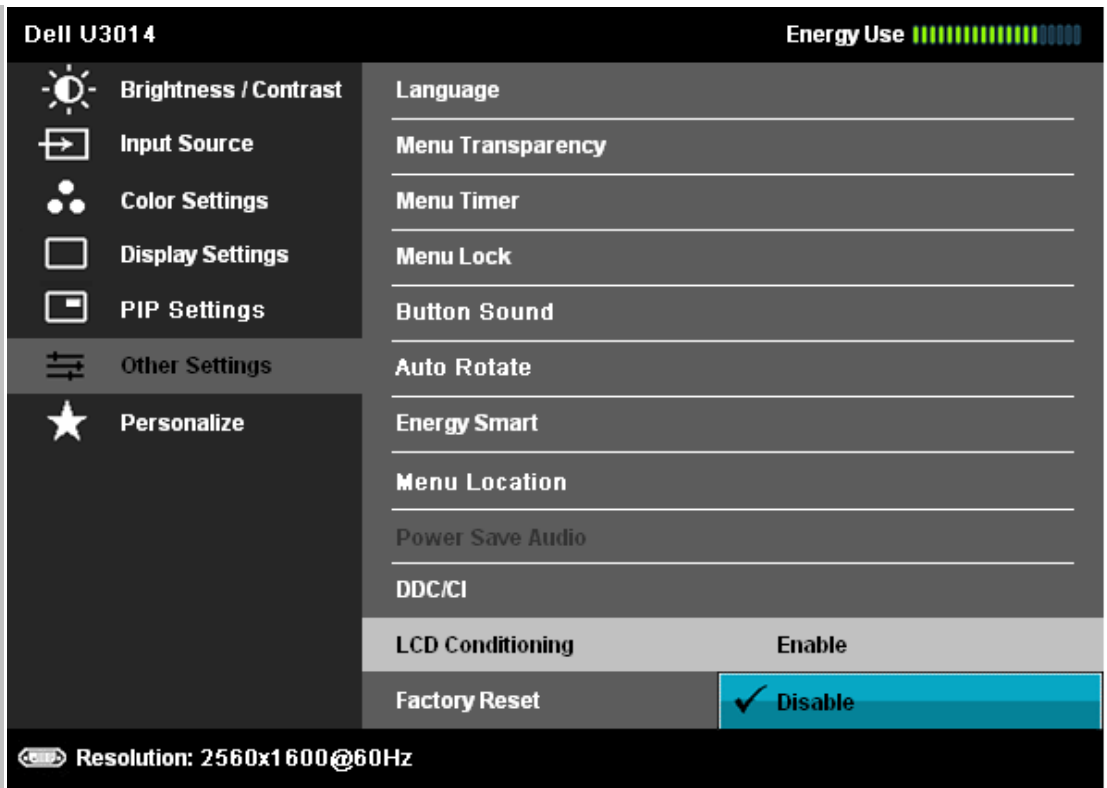 Dell U3014
Energy Use
Brightness / Contrast
Input Source
Color Settings
Display Settings
PIP Settings
Other Settings
Personalize
Language
Menu Transparency
Menu Timer
Menu Lock
Button Sound
Auto Rotate
Energy Smart
Menu Location
Power Save Audio
DDC/CI
LCD Conditioning Enable
Factory Reset Disable
Resolution: 2560x1600@60Hz